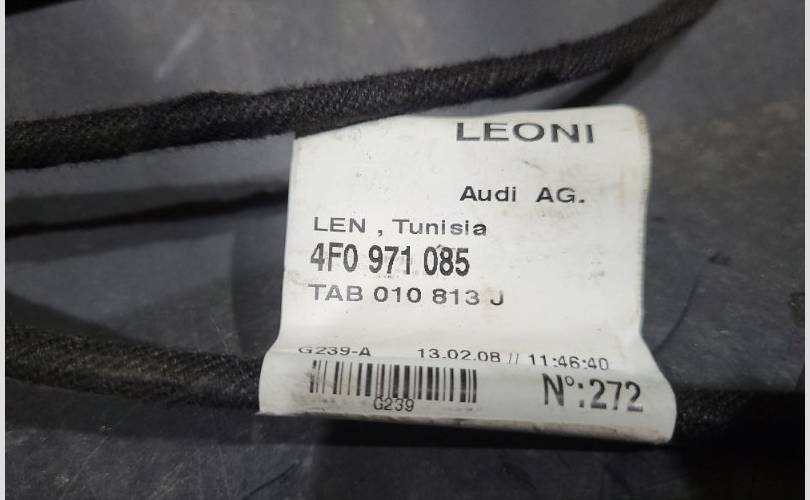 LEONI
Audi AG.
LEN , Tunisia
4F0 971 085
TAB 010 813 J
G239-A 13.02.08 // 11:46:40
G239
N°:272